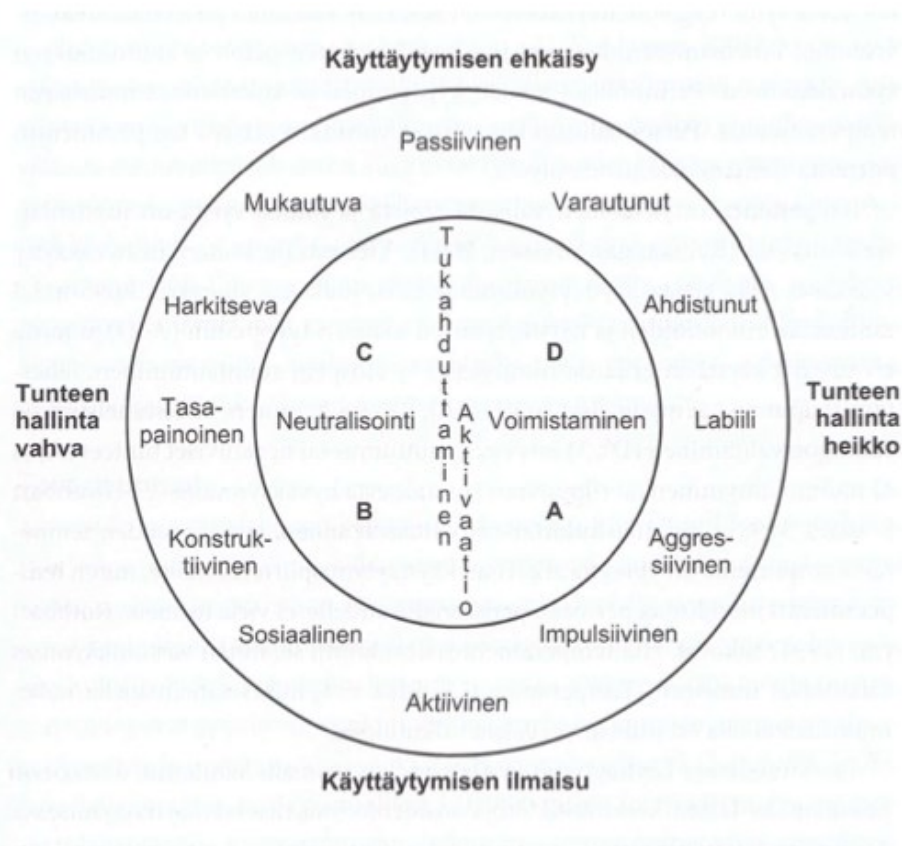 Käyttäytymisen ehkäisy
Passiivinen
Mukautuva
Varautunut
Harkitseva
Ahdistunut
C
D
Tunteen
hallinta
vahva
Tasa-
painoinen
Neutralisointi
Tukahduttaminen
Aktivaatio
Voimistaminen
Labiili
Tunteen
hallinta
heikko
B
A
Konstruk-
tiivinen
Aggres-
siivinen
Sosiaalinen
Impulsiivinen
Aktiivinen
Käyttäytymisen ilmaisu